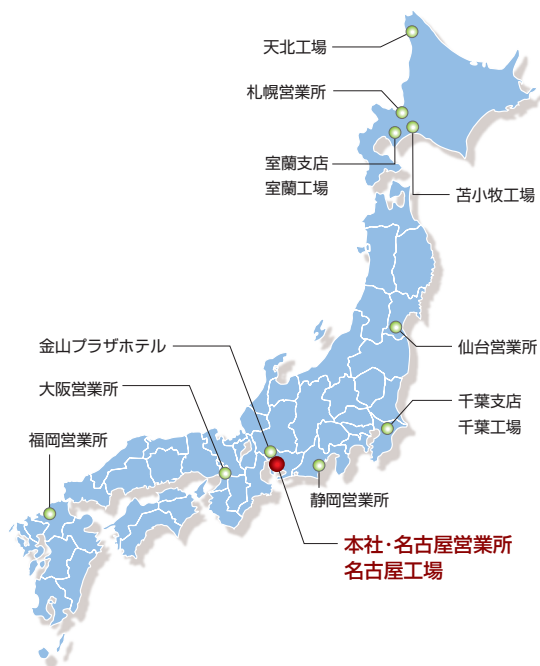 天北工場
札幌営業所
室蘭支店
室蘭工場
苫小牧工場
金山プラザホテル
仙台営業所
大阪営業所
千葉支店
千葉工場
福岡営業所
静岡営業所
本社・名古屋営業所
名古屋工場